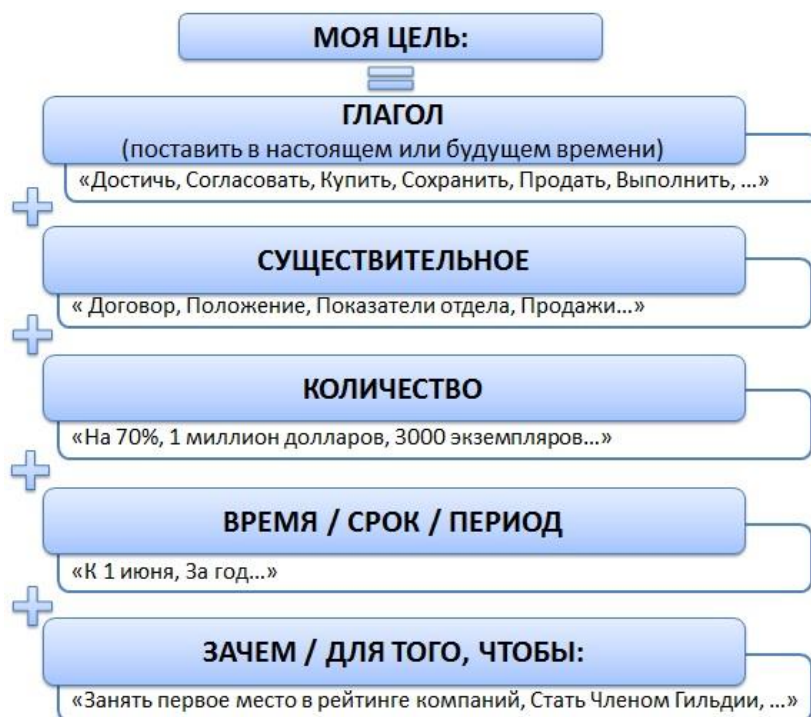 МОЯ ЦЕЛЬ:
ГЛАГОЛ
(поставить в настоящем или будущем времени)
«Достичь, Согласовать, Купить, Сохранить, Продать, Выполнить, ...»
СУЩЕСТВИТЕЛЬНОЕ
« Договор, Положение, Показатели отдела, Продажи...»
КОЛИЧЕСТВО
«На 70%, 1 миллион долларов, 3000 экземпляров...»
ВРЕМЯ / СРОК / ПЕРИОД
«К 1 июня, За год...»
ЗАЧЕМ / ДЛЯ ТОГО, ЧТОБЫ:
«Занять первое место в рейтинге компаний, Стать Членом Гильдии, ...»